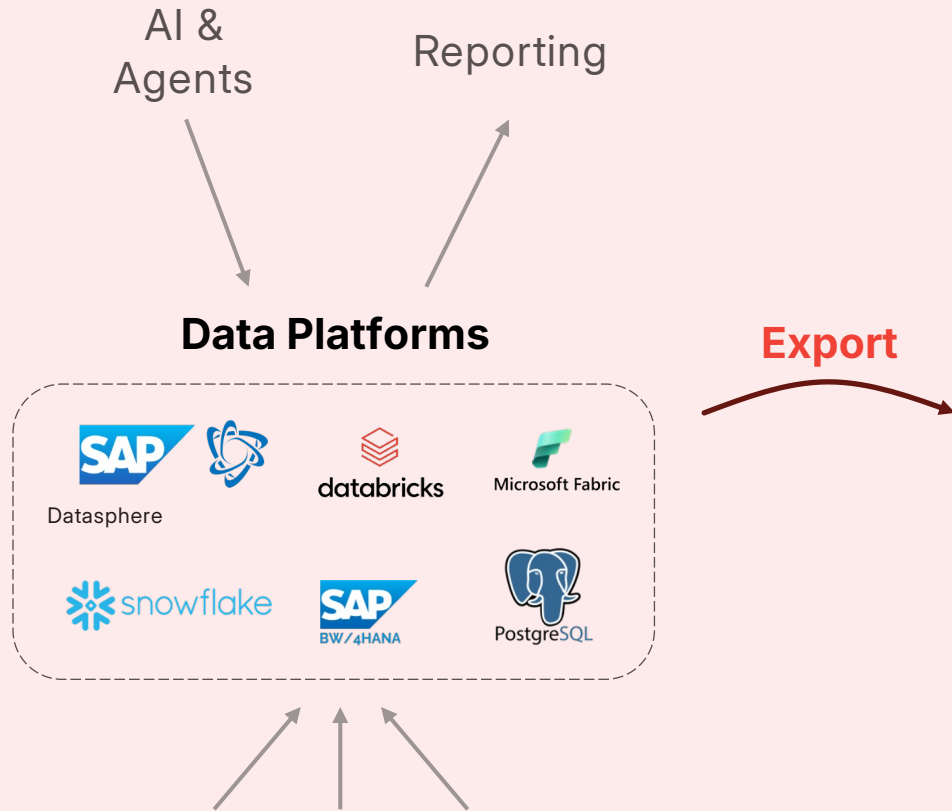 AI &
Agents
Reporting
Data Platforms
Export
SAP
Datasphere
databricks
Microsoft Fabric
snowflake
SAP
BW/4HANA
PostgreSQL